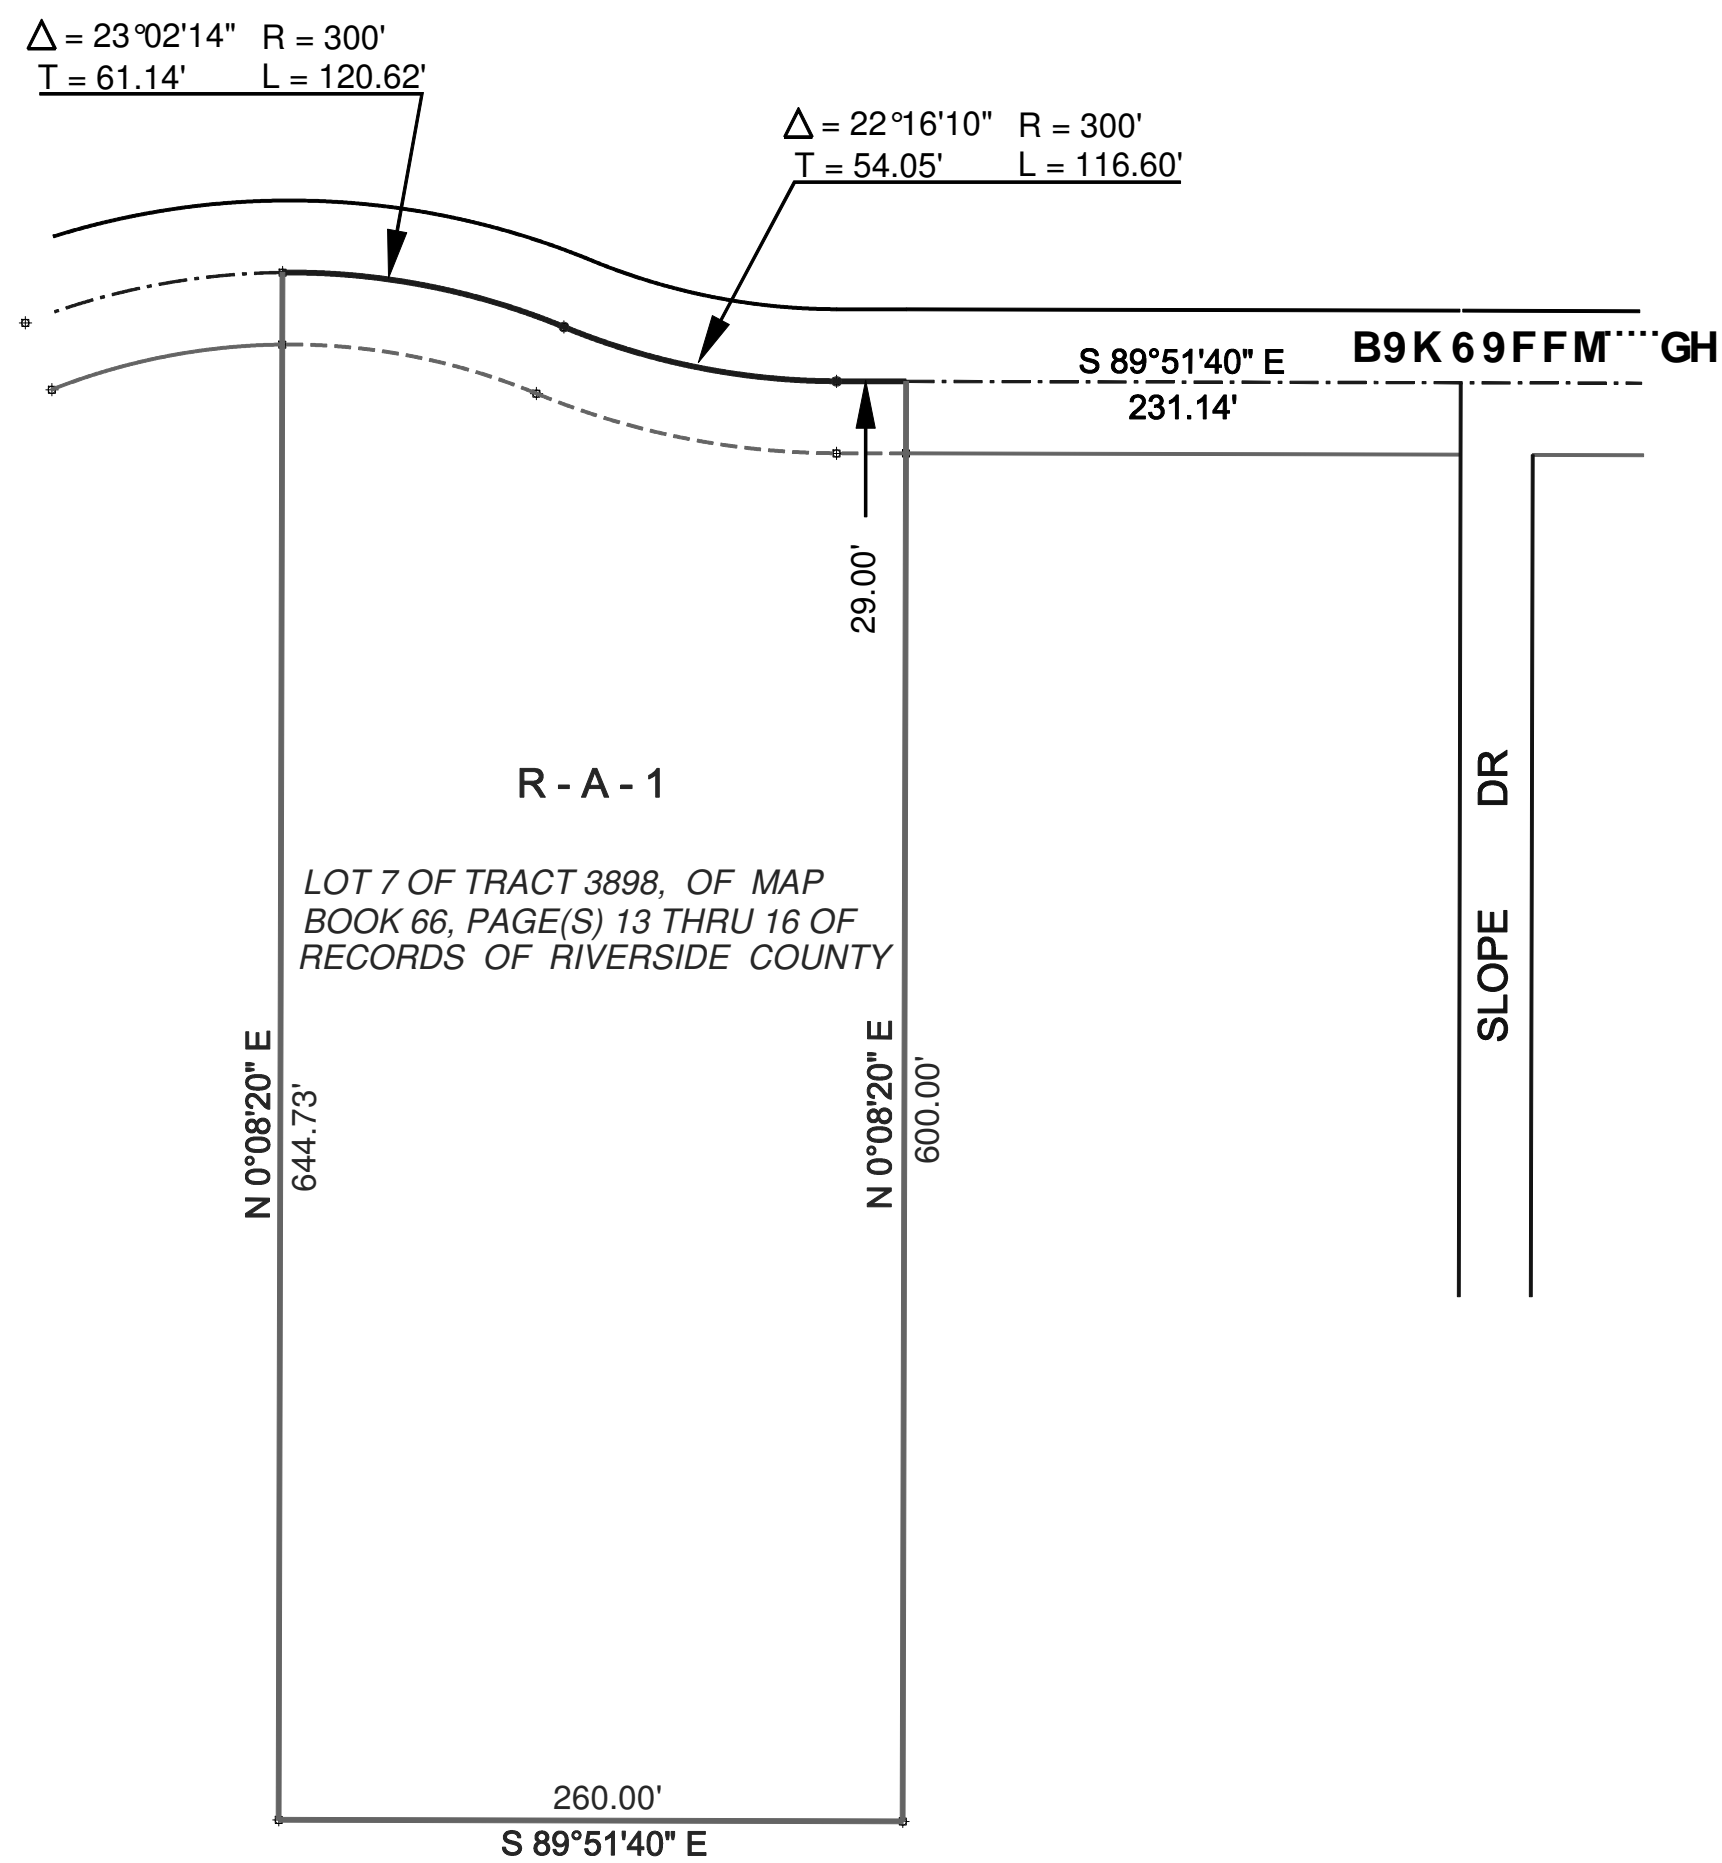 Δ = 23°02'14" R = 300'
T = 61.14' L = 120.62'
Δ = 22°16'10" R = 300'
T = 54.05' L = 116.60'
S 89°51'40" E
231.14'
B9K69FFM¨¨GH
29.00'
R - A - 1
LOT 7 OF TRACT 3898, OF MAP
BOOK 66, PAGE(S) 13 THRU 16 OF
RECORDS OF RIVERSIDE COUNTY
N 0°08'20" E
644.73'
N 0°08'20" E
600.00'
SLOPE DR
260.00'
S 89°51'40" E